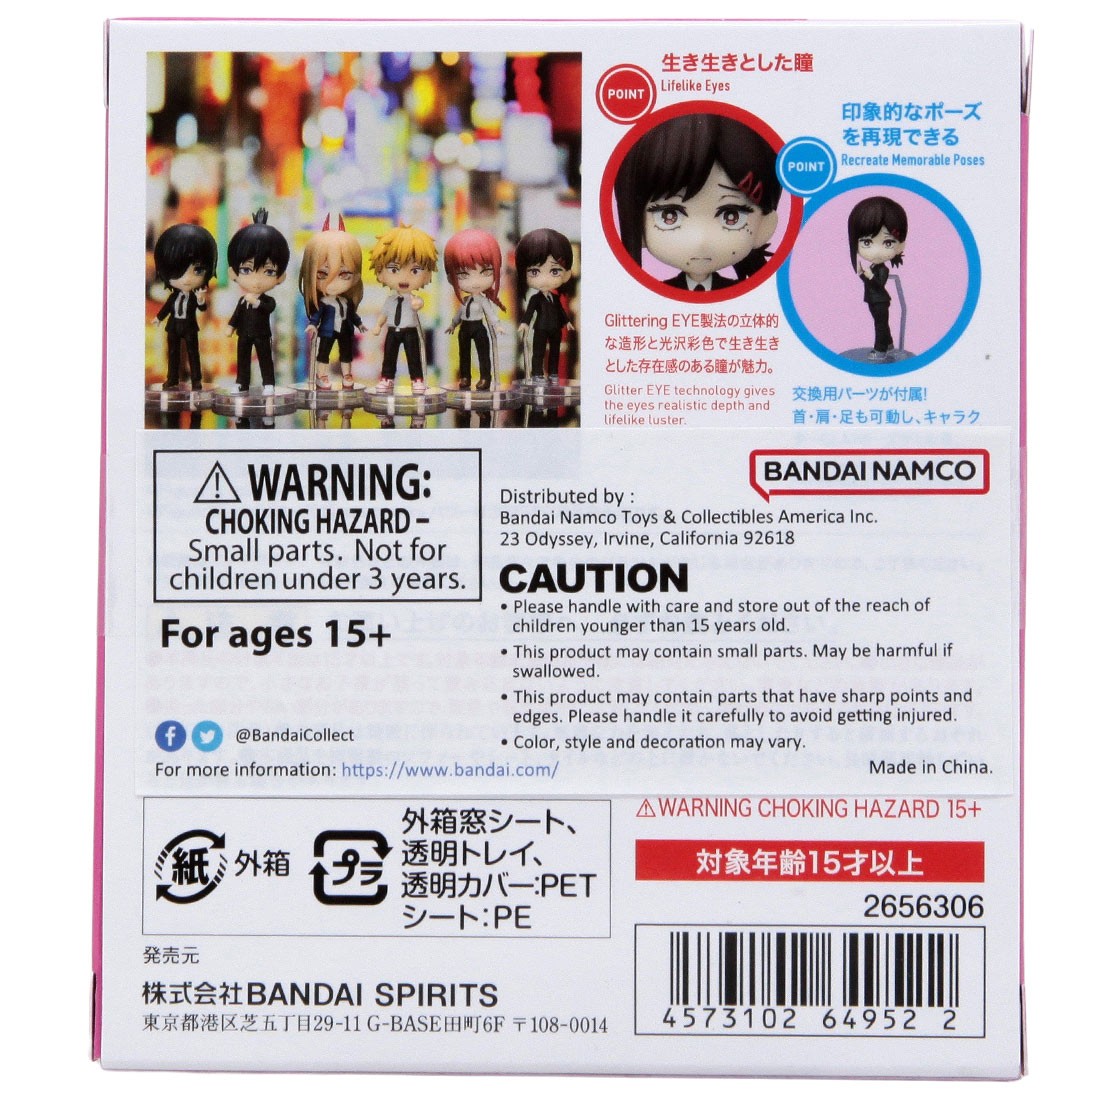 POINT
生き生きとした瞳
Lifelike Eyes
POINT
印象的なポーズ
を再現できる
Recreate Memorable Poses
Glittering EYE製法の立体的
な造形と光沢彩色で生き生き
とした存在感のある瞳が魅力。
Glitter EYE technology gives
the eyes realistic depth and
lifelike luster.
交換用パーツが付属!
首・肩・足も可動し、キャラク
⚠WARNING:
CHOKING HAZARD –
Small parts. Not for
children under 3 years.
For ages 15+
@BandaiCollect
For more information: https://www.bandai.com/
BANDAI NAMCO
Distributed by :
Bandai Namco Toys & Collectibles America Inc.
23 Odyssey, Irvine, California 92618
CAUTION
• Please handle with care and store out of the reach of
children younger than 15 years old.
• This product may contain small parts. May be harmful if
swallowed.
• This product may contain parts that have sharp points and
edges. Please handle it carefully to avoid getting injured.
• Color, style and decoration may vary.
Made in China.
紙
外箱
プラ
外箱窓シート、
透明トレイ、
透明カバー:PET
シート:PE
⚠WARNING CHOKING HAZARD 15+
対象年齢15才以上
2656306
4573102 64952 2
発売元
株式会社BANDAI SPIRITS
東京都港区芝五丁目29-11 G-BASE田町6F 〒108-0014